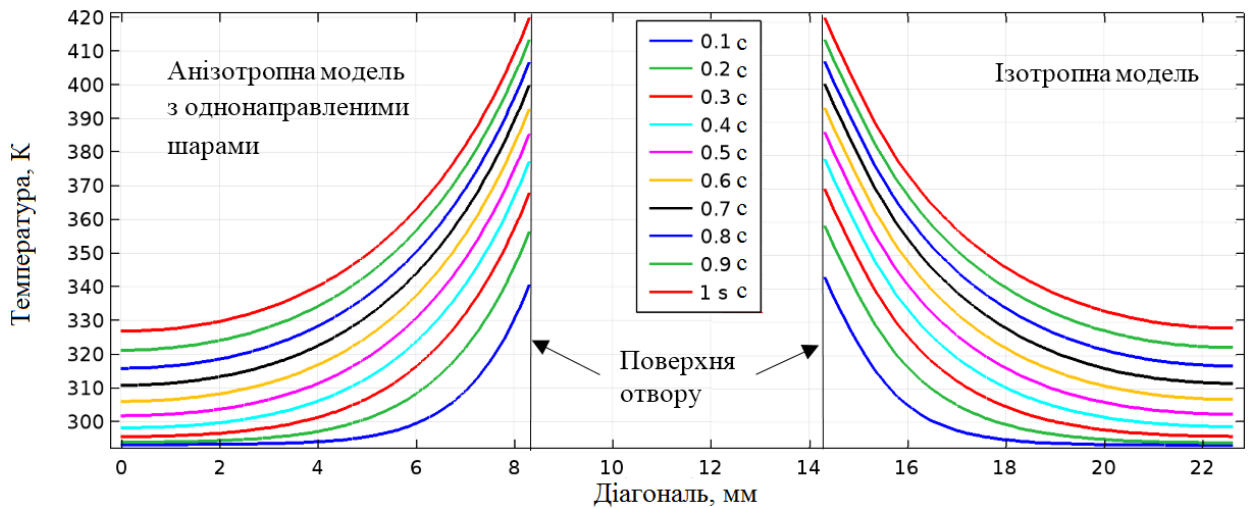 420
410
400
390
380
370
360
350
340
330
320
310
300
Температура, К
Анізотропна модель
з однонаправленими
шарами
0.1 с
0.2 с
0.3 с
0.4 с
0.5 с
0.6 с
0.7 с
0.8 с
0.9 с
1 s с
Ізотропна модель
Поверхня
отвору
0 2 4 6 8 10 12 14 16 18 20 22
Діагональ, мм